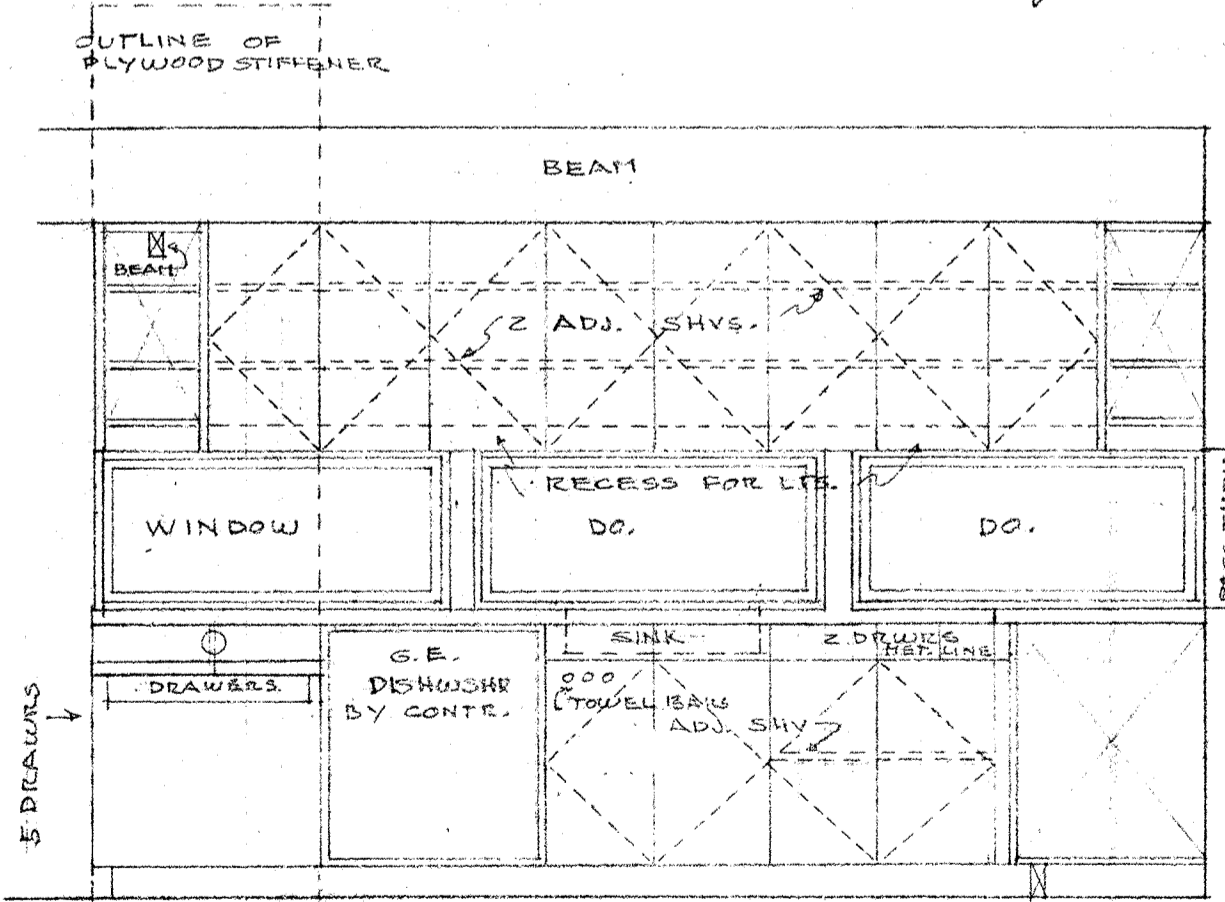 OUTLINE OF
PLYWOOD STIFFENER
BEAM
BEAM
2 ADJ. SHVS.
RECESS FOR LTS.
WINDOW
DO.
DO.
SINK
2 DRWRS
MET. LINE
G.E.
DISHWSHR
BY CONTR.
DRAWERS
TOWEL BARS
ADJ. SHV
5 DRAWRS